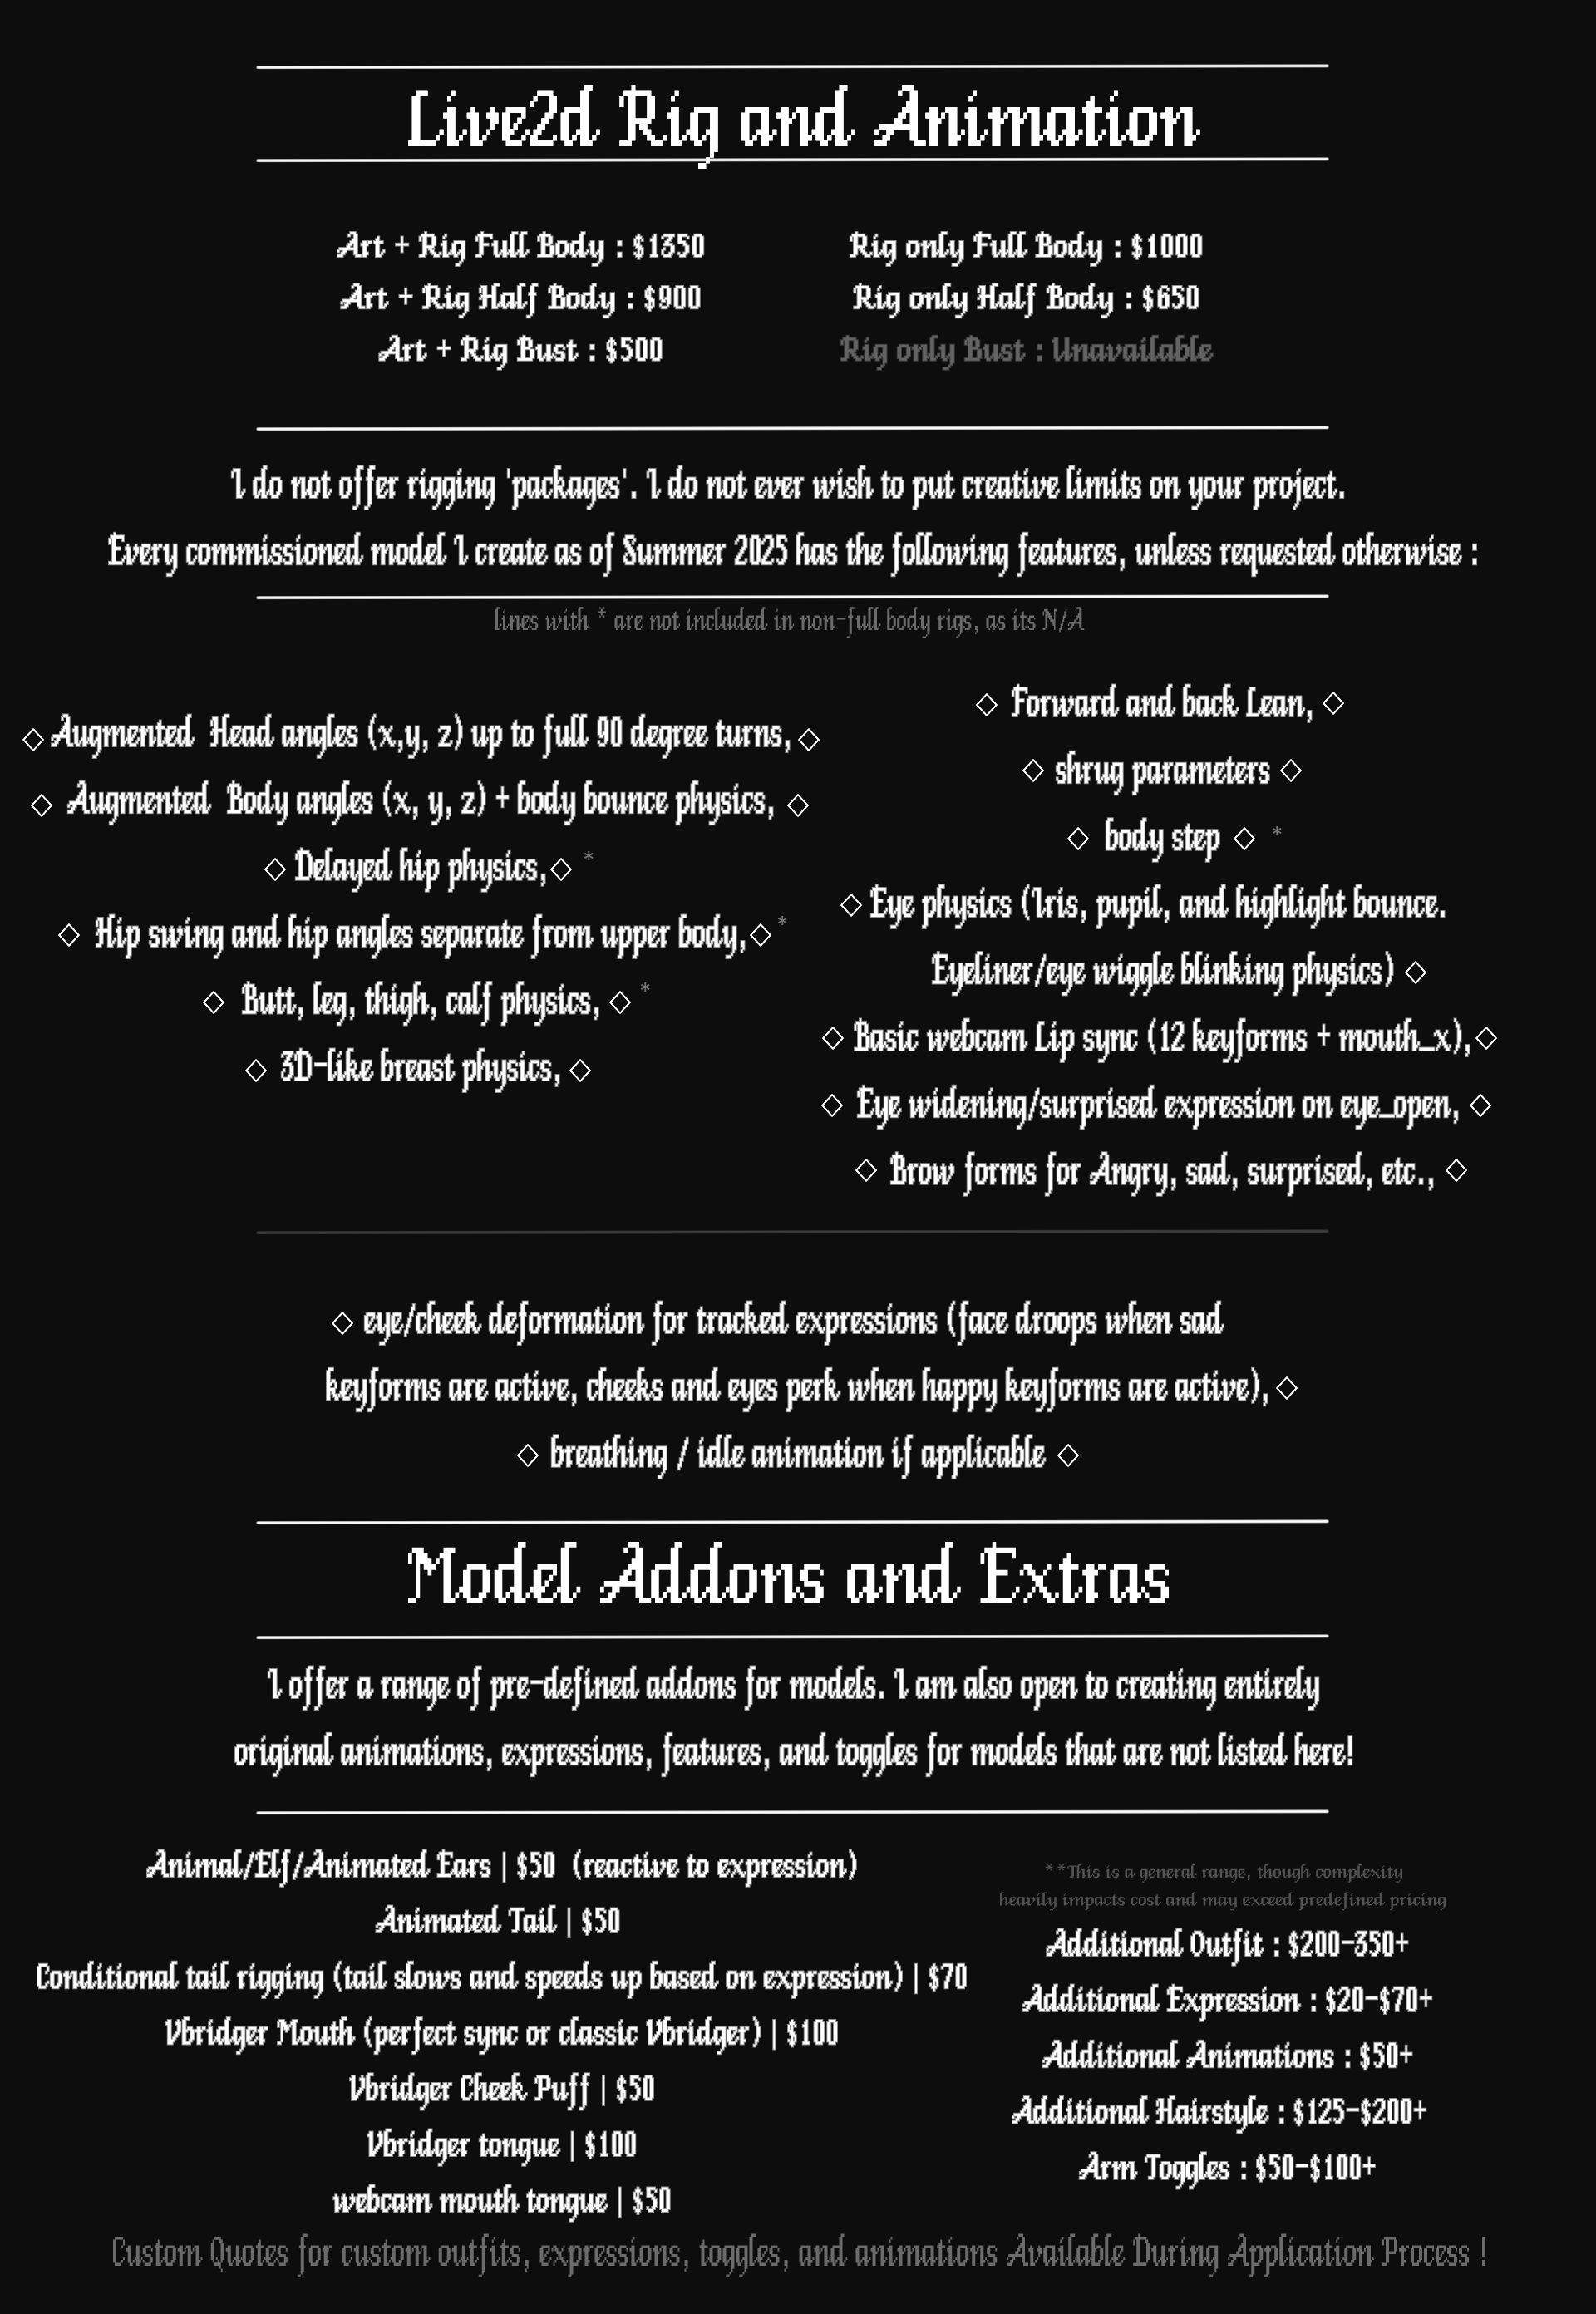 Live2d Rig and Animation
Art + Rig Full Body : $1350
Art + Rig Half Body : $900
Art + Rig Bust : $500
Rig only Full Body : $1000
Rig only Half Body : $650
Rig only Bust : Unavailable
I do not offer rigging 'packages'. I do not ever wish to put creative limits on your project.
Every commissioned model I create as of Summer 2025 has the following features, unless requested otherwise :
lines with * are not included in non-full body rigs, as its N/A
◇ Augmented Head angles (x,y, z) up to full 90 degree turns, ◇
◇ Augmented Body angles (x, y, z) + body bounce physics, ◇
◇ Delayed hip physics, ◇ *
◇ Hip swing and hip angles separate from upper body, ◇ *
◇ Butt, leg, thigh, calf physics, ◇ *
◇ 3D-like breast physics, ◇
◇ Forward and back Lean, ◇
◇ shrug parameters ◇
◇ body step ◇ *
◇ Eye physics (Iris, pupil, and highlight bounce.
Eyeliner/eye wiggle blinking physics) ◇
◇ Basic webcam Lip sync (12 keyforms + mouth_x), ◇
◇ Eye widening/surprised expression on eye_open, ◇
◇ Brow forms for Angry, sad, surprised, etc., ◇
◇ eye/cheek deformation for tracked expressions (face droops when sad
keyforms are active, cheeks and eyes perk when happy keyforms are active), ◇
◇ breathing / idle animation if applicable ◇
Model Addons and Extras
I offer a range of pre-defined addons for models. I am also open to creating entirely
original animations, expressions, features, and toggles for models that are not listed here!
Animal/Elf/Animated Ears | $50 (reactive to expression)
Animated Tail | $50
Conditional tail rigging (tail slows and speeds up based on expression) | $70
Vbridger Mouth (perfect sync or classic Vbridger) | $100
Vbridger Cheek Puff | $50
Vbridger tongue | $100
webcam mouth tongue | $50
**This is a general range, though complexity
heavily impacts cost and may exceed predefined pricing
Additional Outfit : $200-350+
Additional Expression : $20-$70+
Additional Animations : $50+
Additional Hairstyle : $125-$200+
Arm Toggles : $50-$100+
Custom Quotes for custom outfits, expressions, toggles, and animations Available During Application Process !